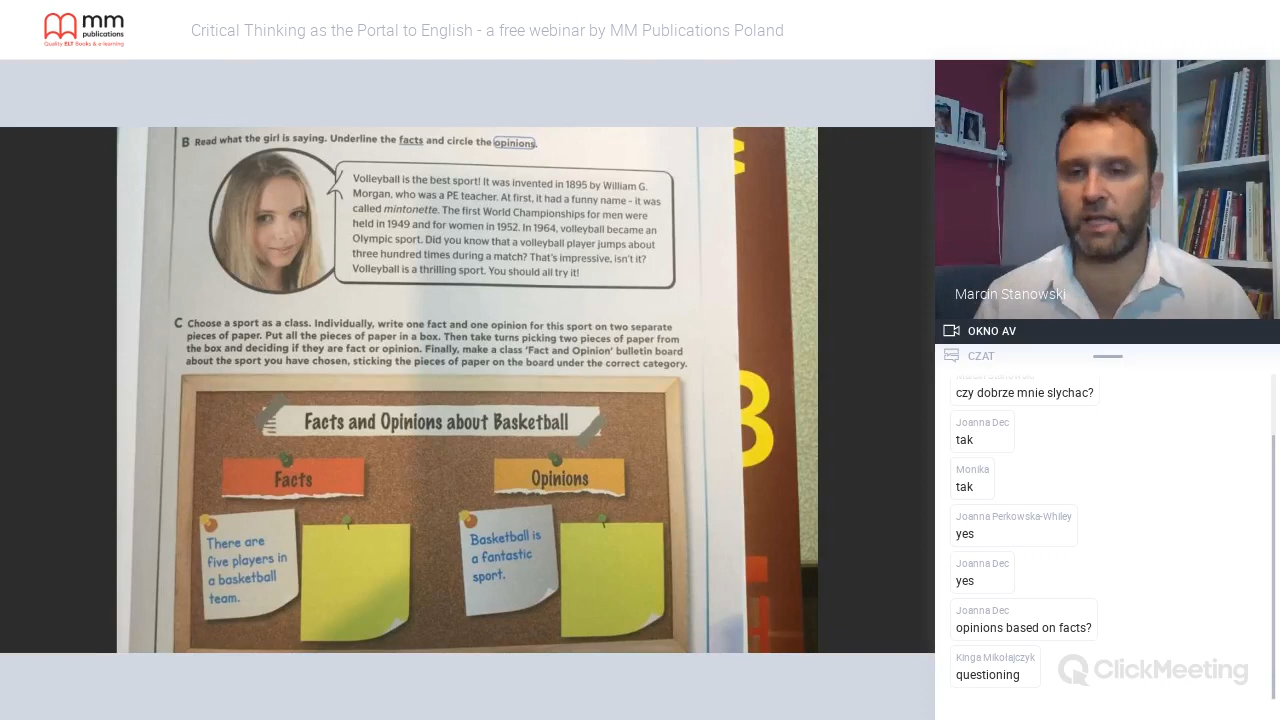 mm
publications
Quality ELT Books & e-learning
Critical Thinking as the Portal to English - a free webinar by MM Publications Poland
B Read what the girl is saying. Underline the facts and circle the opinions.
Volleyball is the best sport! It was invented in 1895 by William G.
Morgan, who was a PE teacher. At first, it had a funny name - it was
called mintonette. The first World Championships for men were
held in 1949 and for women in 1952. In 1964, volleyball became an
Olympic sport. Did you know that a volleyball player jumps about
three hundred times during a match? That's impressive, isn't it?
Volleyball is a thrilling sport. You should all try it!
C Choose a sport as a class. Individually, write one fact and one opinion for this sport on two separate
pieces of paper. Put all the pieces of paper in a box. Then take turns picking two pieces of paper from
the box and deciding if they are fact or opinion. Finally, make a class 'Fact and Opinion' bulletin board
about the sport you have chosen, sticking the pieces of paper on the board under the correct category.
Facts and Opinions about Basketball
Facts
Opinions
There are
five players in
a basketball
team.
Basketball is
a fantastic
sport.
Marcin Stanowski
OKNO AV
CZAT
czy dobrze mnie slychac?
Joanna Dec
tak
Monika
tak
Joanna Perkowska-Whiley
yes
Joanna Dec
yes
Joanna Dec
opinions based on facts?
Kinga Mikołajczyk
questioning
ClickMeeting